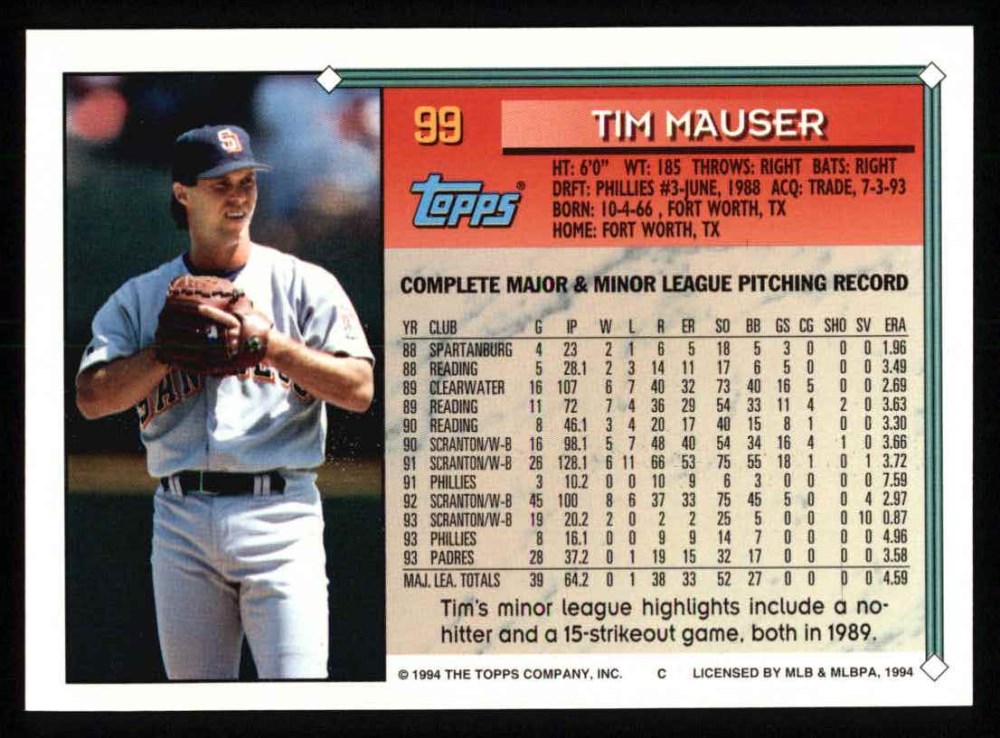 99
TIM MAUSER
TOPPS®
HT: 6'0" WT: 185 THROWS: RIGHT BATS: RIGHT
DRFT: PHILLIES #3-JUNE, 1988 ACQ: TRADE, 7-3-93
BORN: 10-4-66 , FORT WORTH, TX
HOME: FORT WORTH, TX
SD
SAN DIEGO
COMPLETE MAJOR & MINOR LEAGUE PITCHING RECORD
YR CLUB G IP W L R ER SO BB GS CG SHO SV ERA
88 SPARTANBURG 4 23 2 1 6 5 18 5 3 0 0 0 1.96
88 READING 5 28.1 2 3 14 11 17 6 5 0 0 0 3.49
89 CLEARWATER 16 107 6 7 40 32 73 40 16 5 0 0 2.69
89 READING 11 72 7 4 36 29 54 33 11 4 2 0 3.63
90 READING 8 46.1 3 4 20 17 40 15 8 1 0 0 3.30
90 SCRANTON/W-B 16 98.1 5 7 48 40 54 34 16 4 1 0 3.66
91 SCRANTON/W-B 26 128.1 6 11 66 53 75 55 18 1 0 1 3.72
91 PHILLIES 3 10.2 0 0 10 9 6 3 0 0 0 0 7.59
92 SCRANTON/W-B 45 100 8 6 37 33 75 45 5 0 0 4 2.97
93 SCRANTON/W-B 19 20.2 2 0 2 2 25 5 0 0 0 10 0.87
93 PHILLIES 8 16.1 0 0 9 9 14 7 0 0 0 0 4.96
93 PADRES 28 37.2 0 1 19 15 32 17 0 0 0 0 3.58
MAJ. LEA. TOTALS 39 64.2 0 1 38 33 52 27 0 0 0 0 4.59
Tim's minor league highlights include a no-
hitter and a 15-strikeout game, both in 1989.
© 1994 THE TOPPS COMPANY, INC. C LICENSED BY MLB & MLBPA, 1994